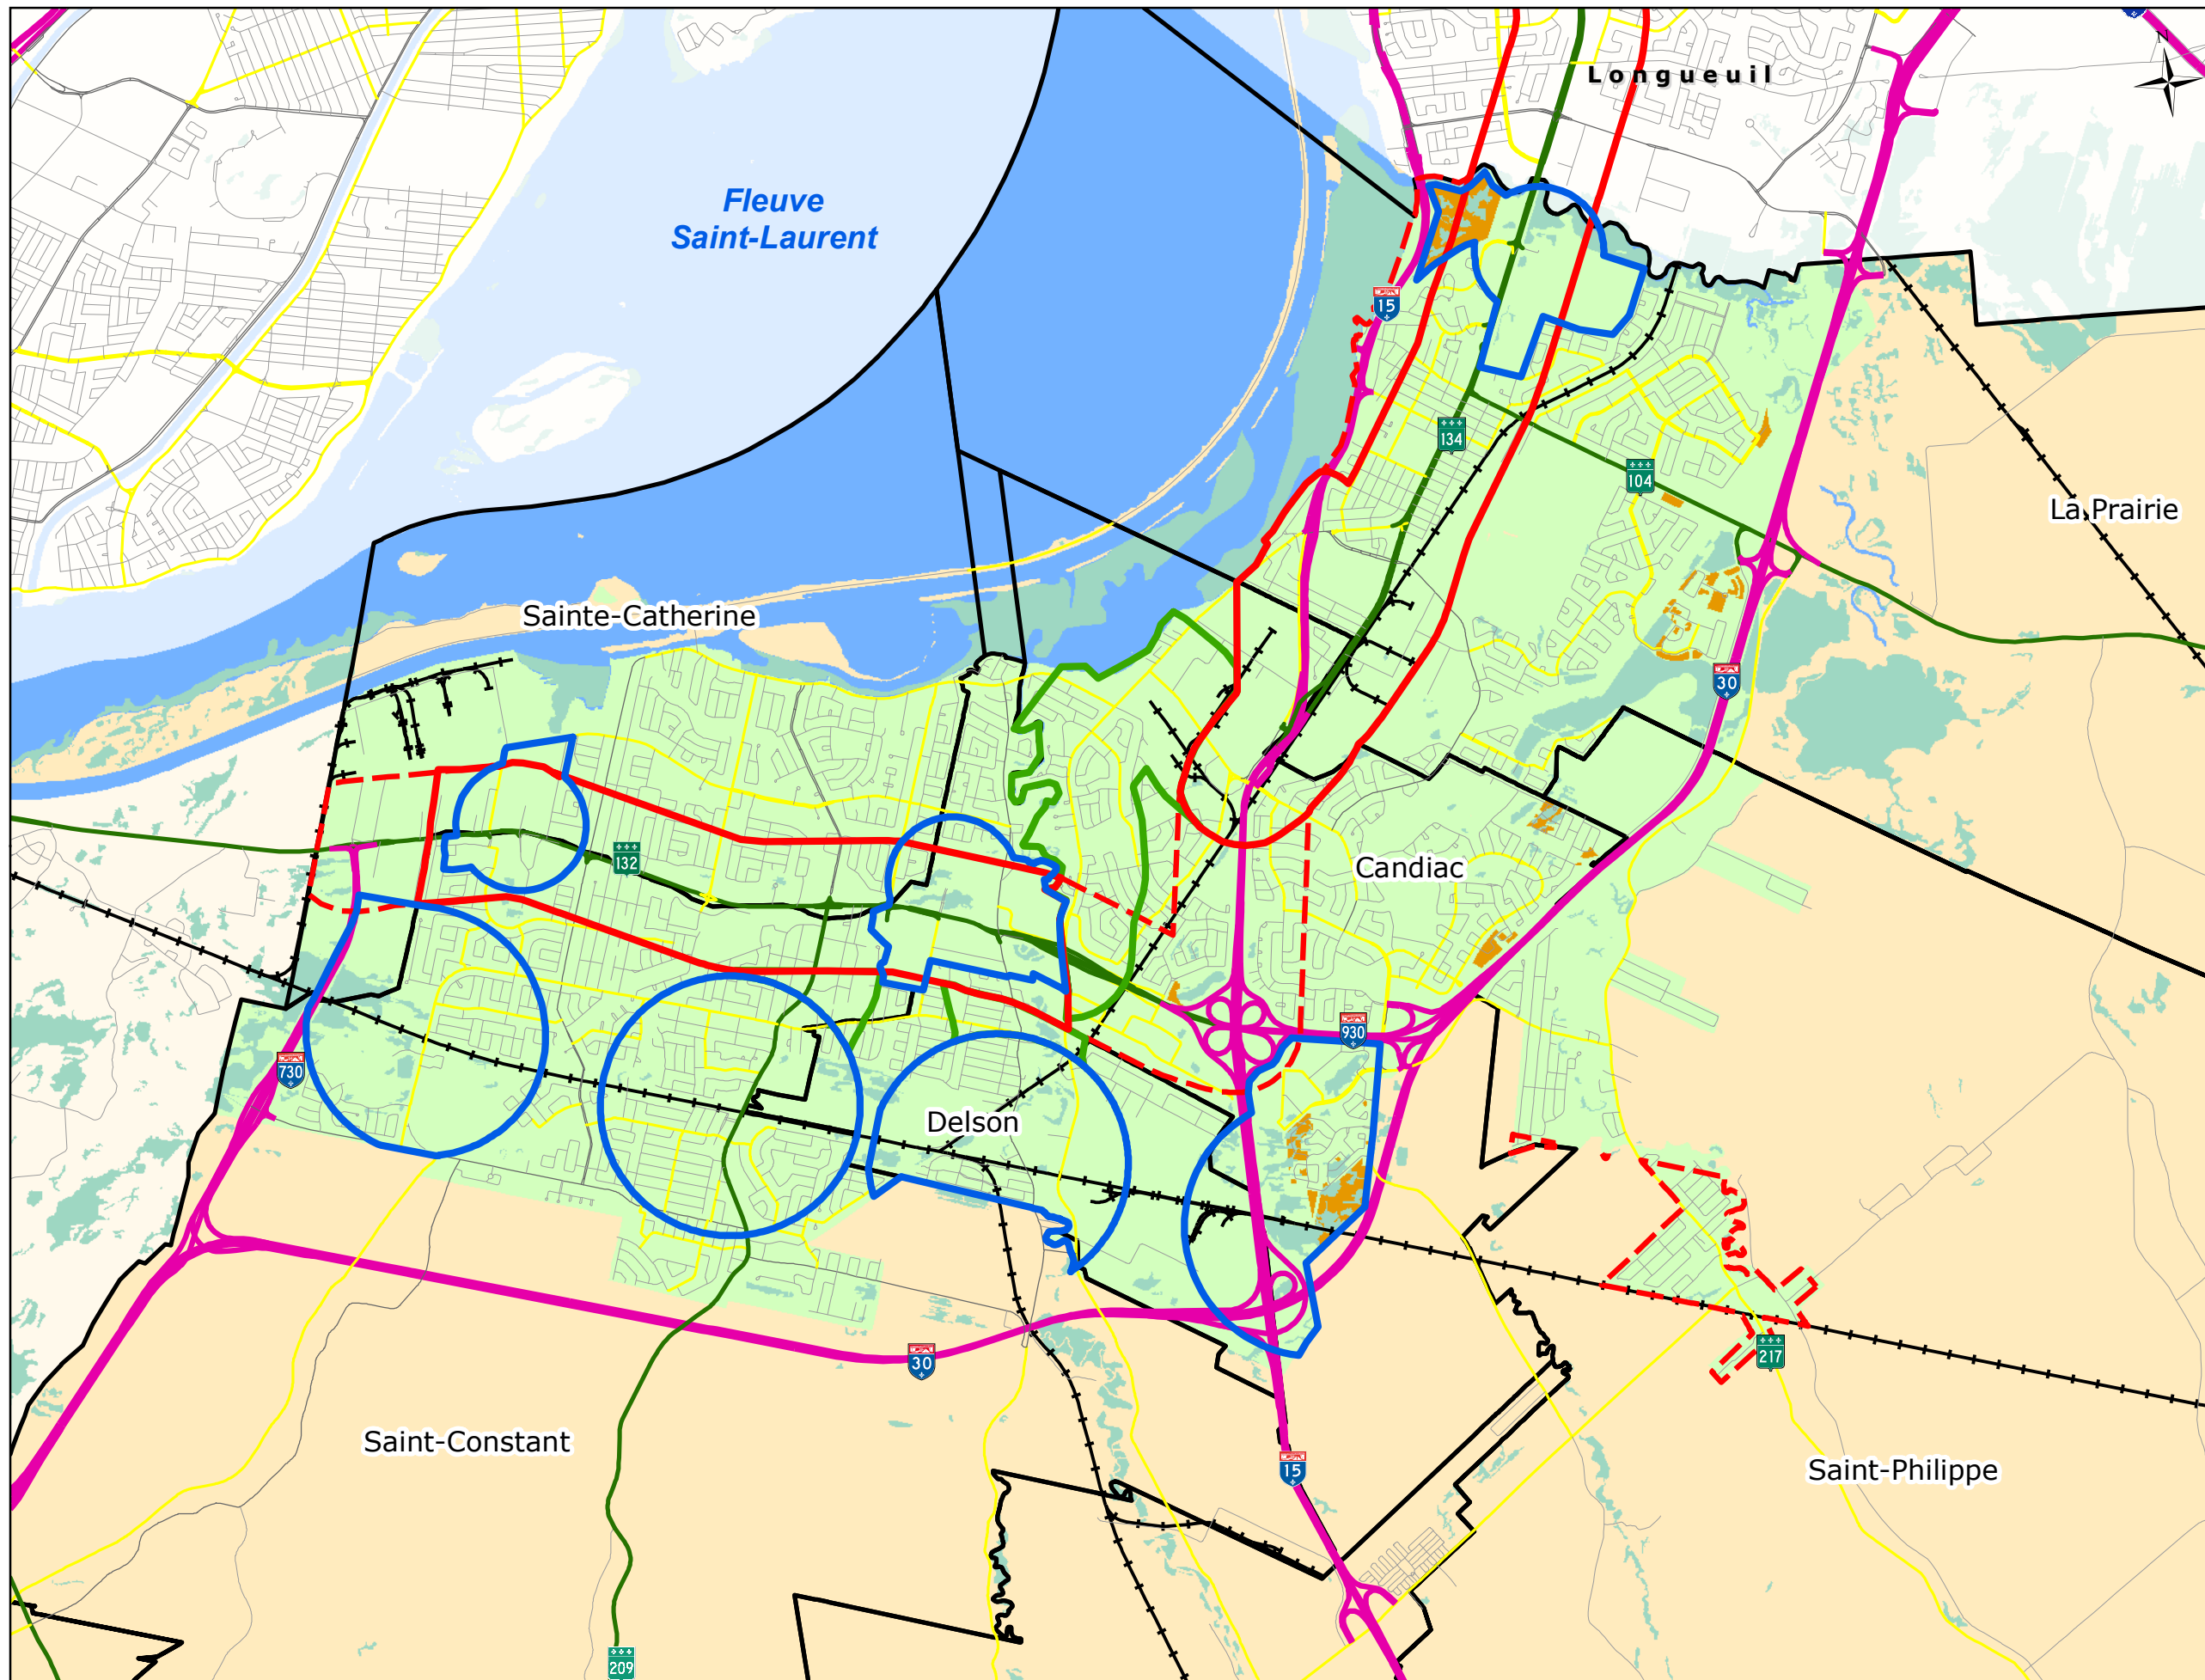 N
Longueuil
Fleuve
Saint-Laurent
15
134
104
La Prairie
Sainte-Catherine
30
132
Candiac
930
730
Delson
217
30
Saint-Constant
15
Saint-Philippe
209